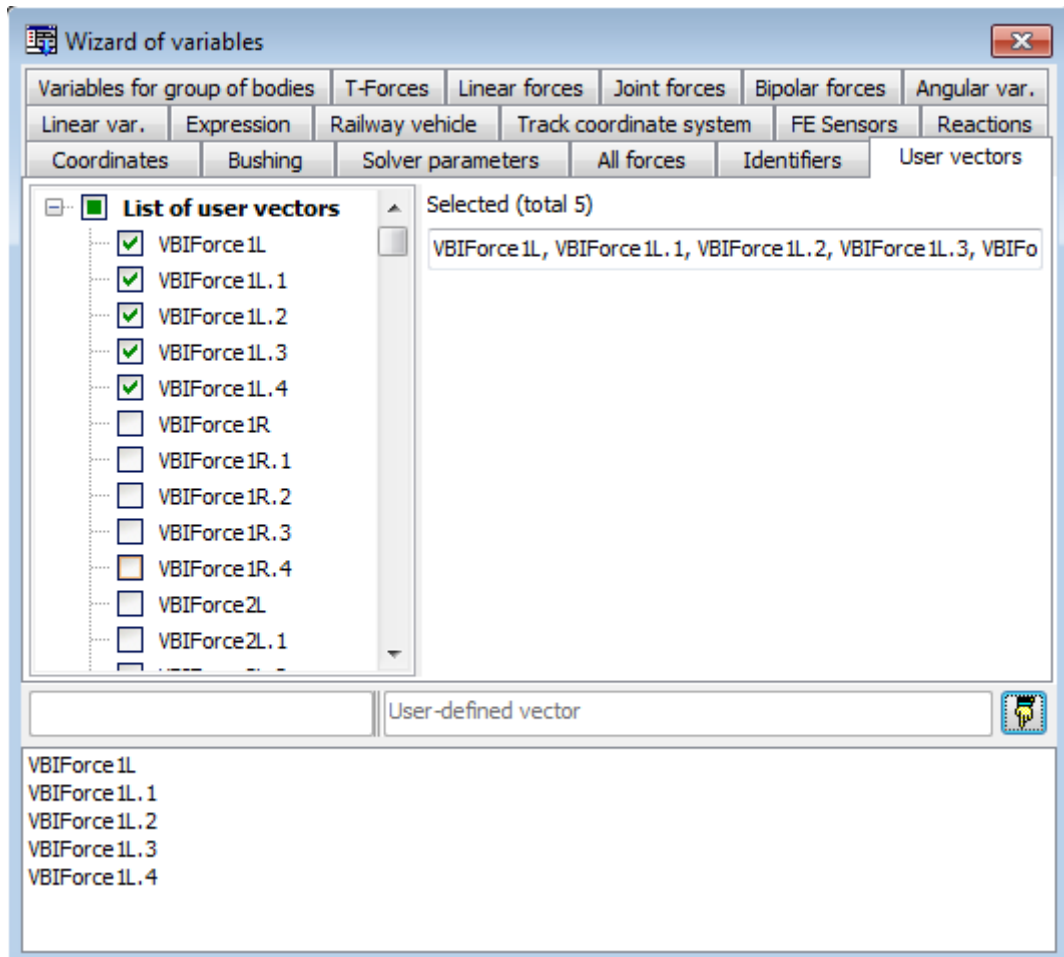 Wizard of variables
Variables for group of bodies T-Forces Linear forces Joint forces Bipolar forces Angular var.
Linear var. Expression Railway vehicle Track coordinate system FE Sensors Reactions
Coordinates Bushing Solver parameters All forces Identifiers User vectors
List of user vectors
VBIForce1L
VBIForce1L.1
VBIForce1L.2
VBIForce1L.3
VBIForce1L.4
VBIForce1R
VBIForce1R.1
VBIForce1R.2
VBIForce1R.3
VBIForce1R.4
VBIForce2L
VBIForce2L.1
Selected (total 5)
VBIForce1L, VBIForce1L.1, VBIForce1L.2, VBIForce1L.3, VBIFo
User-defined vector
VBIForce1L
VBIForce1L.1
VBIForce1L.2
VBIForce1L.3
VBIForce1L.4